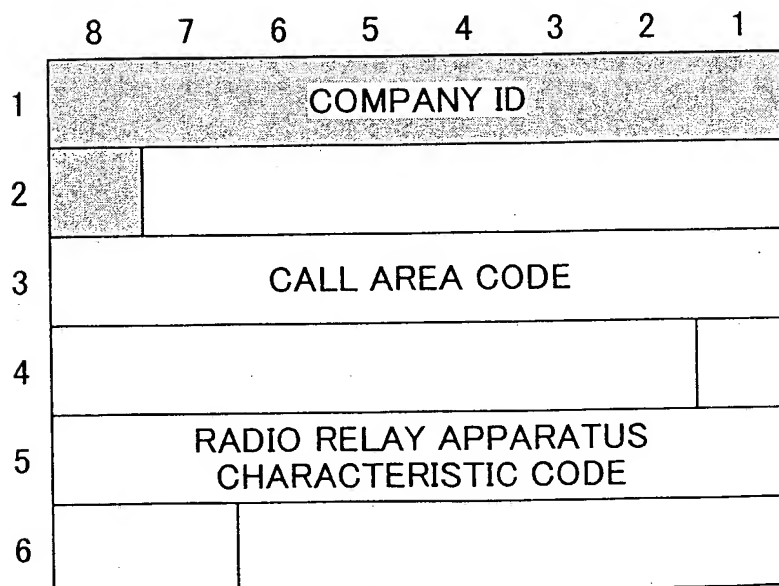 8 7 6 5 4 3 2 1
1 COMPANY ID
2
3 CALL AREA CODE
4
5 RADIO RELAY APPARATUS
CHARACTERISTIC CODE
6